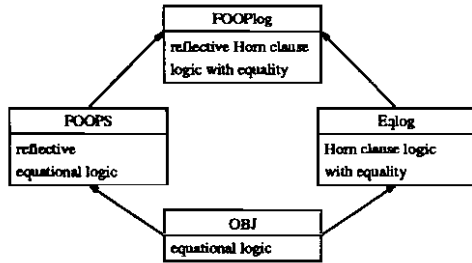 FOOPlog
reflective Horn clause
logic with equality
FOOPS
reflective
equational logic
Eqlog
Horn clause logic
with equality
OBJ
equational logic